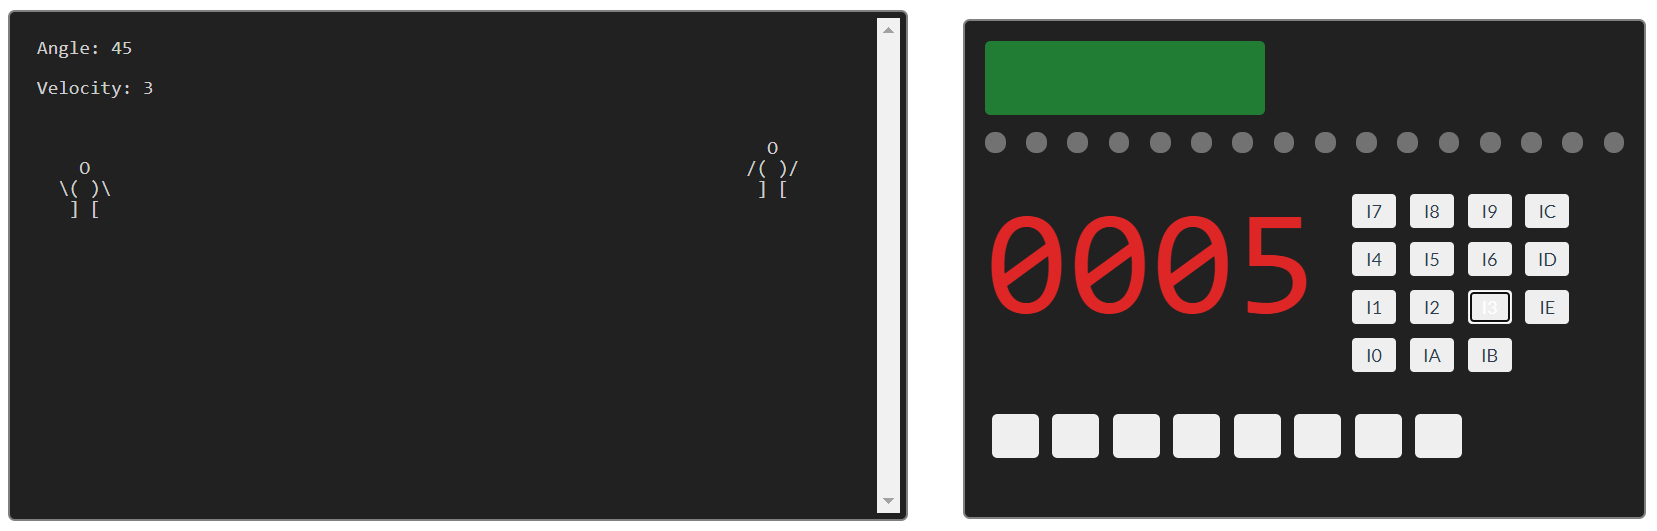 Angle: 45
Velocity: 3
O
/( )/
] [
O
\( )\
] [
0005
I7 I8 I9 IC
I4 I5 I6 ID
I1 I2 I3 IE
I0 IA IB